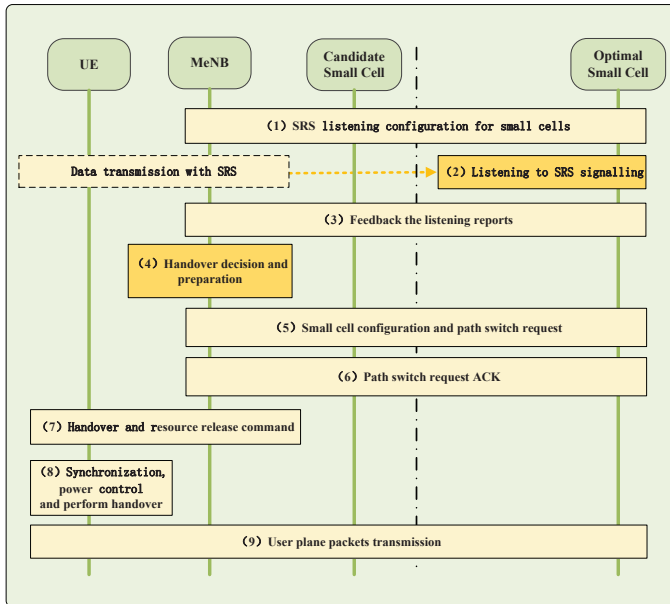 UE
MeNB
Candidate
Small Cell
Optimal
Small Cell
(1) SRS listening configuration for small cells
Data transmission with SRS
(2) Listening to SRS signalling
(3) Feedback the listening reports
(4) Handover decision and
preparation
(5) Small cell configuration and path switch request
(6) Path switch request ACK
(7) Handover and resource release command
(8) Synchronization,
power control
and perform handover
(9) User plane packets transmission